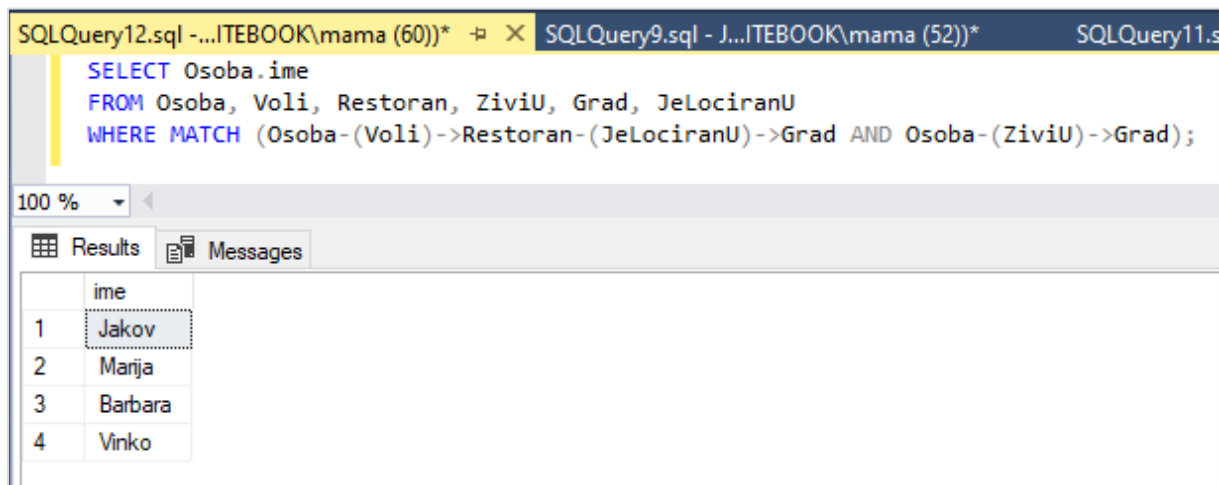 SQLQuery12.sql -...ITEBOOK\mama (60))* SQLQuery9.sql - J...ITEBOOK\mama (52))* SQLQuery11.s
SELECT Osoba.ime
FROM Osoba, Voli, Restoran, ZiviU, Grad, JeLociranU
WHERE MATCH (Osoba-(Voli)->Restoran-(JeLociranU)->Grad AND Osoba-(ZiviU)->Grad);
100 %
Results Messages
ime
1 Jakov
2 Marija
3 Barbara
4 Vinko